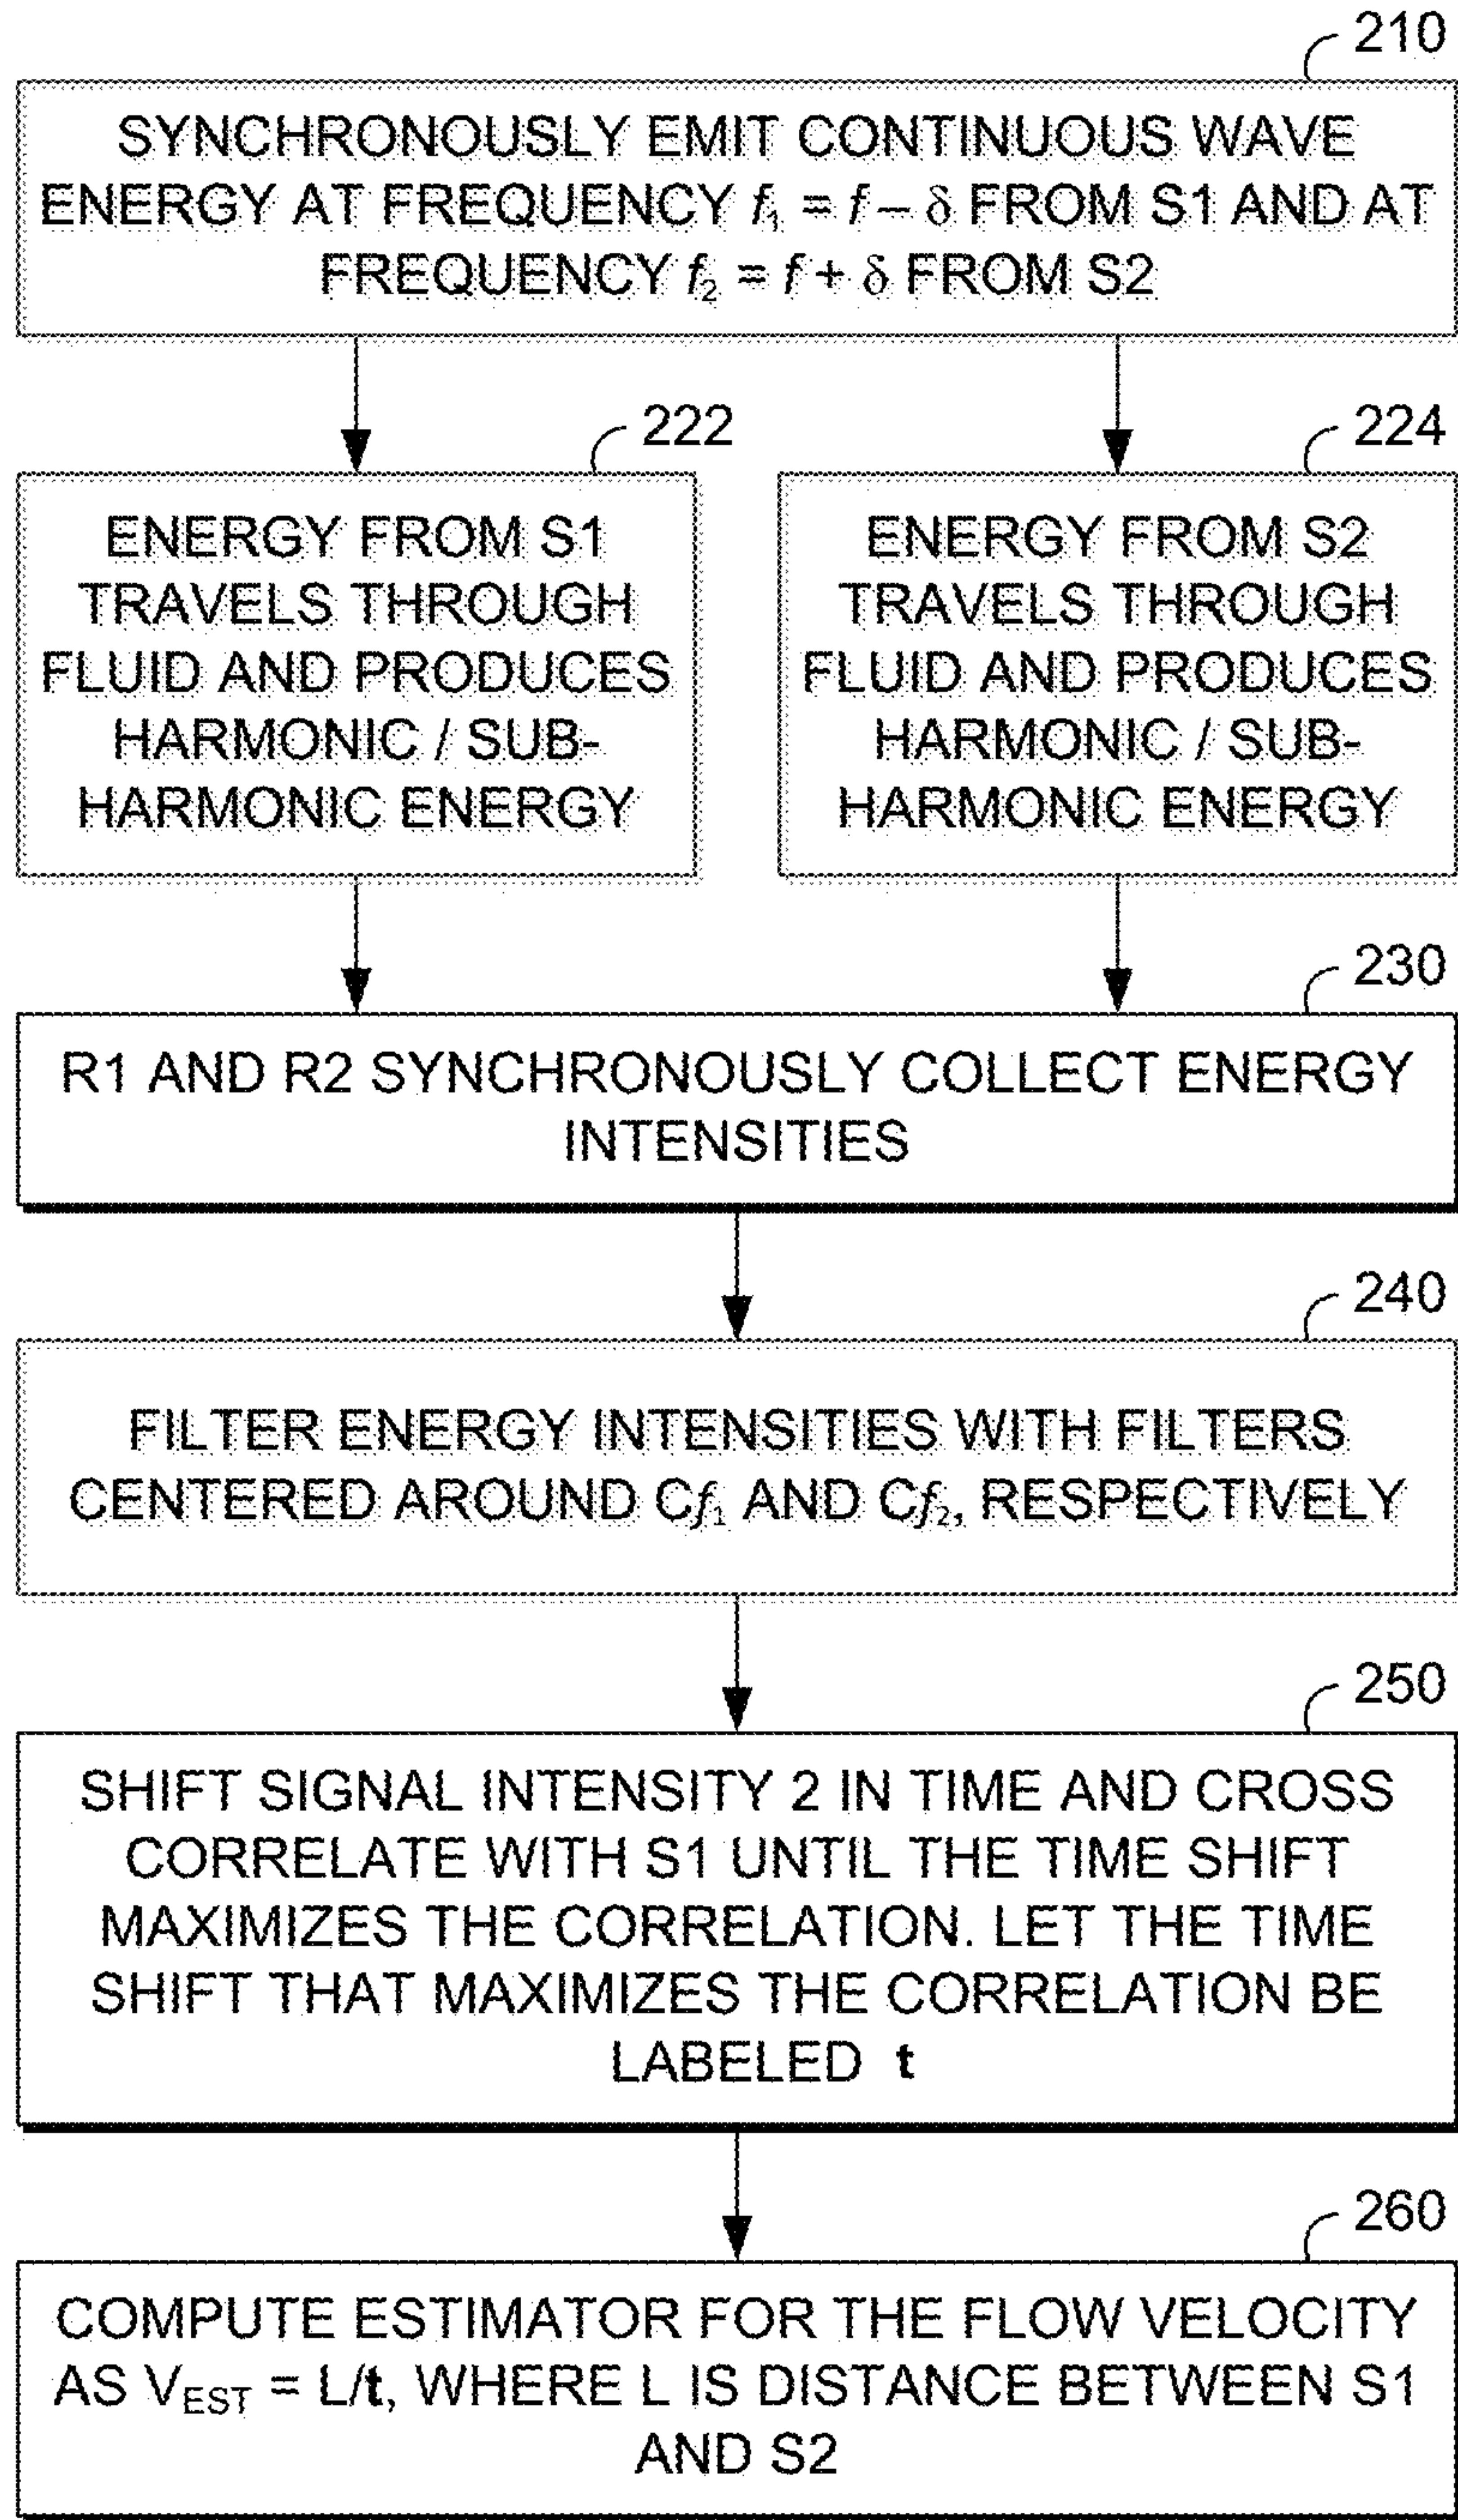 210
SYNCHRONOUSLY EMIT CONTINUOUS WAVE
ENERGY AT FREQUENCY f₁ = f – δ FROM S1 AND AT
FREQUENCY f₂ = f + δ FROM S2
222
ENERGY FROM S1
TRAVELS THROUGH
FLUID AND PRODUCES
HARMONIC / SUB-
HARMONIC ENERGY
224
ENERGY FROM S2
TRAVELS THROUGH
FLUID AND PRODUCES
HARMONIC / SUB-
HARMONIC ENERGY
230
R1 AND R2 SYNCHRONOUSLY COLLECT ENERGY
INTENSITIES
240
FILTER ENERGY INTENSITIES WITH FILTERS
CENTERED AROUND Cf₁ AND Cf₂, RESPECTIVELY
250
SHIFT SIGNAL INTENSITY 2 IN TIME AND CROSS
CORRELATE WITH S1 UNTIL THE TIME SHIFT
MAXIMIZES THE CORRELATION. LET THE TIME
SHIFT THAT MAXIMIZES THE CORRELATION BE
LABELED t
260
COMPUTE ESTIMATOR FOR THE FLOW VELOCITY
AS V_EST = L/t, WHERE L IS DISTANCE BETWEEN S1
AND S2